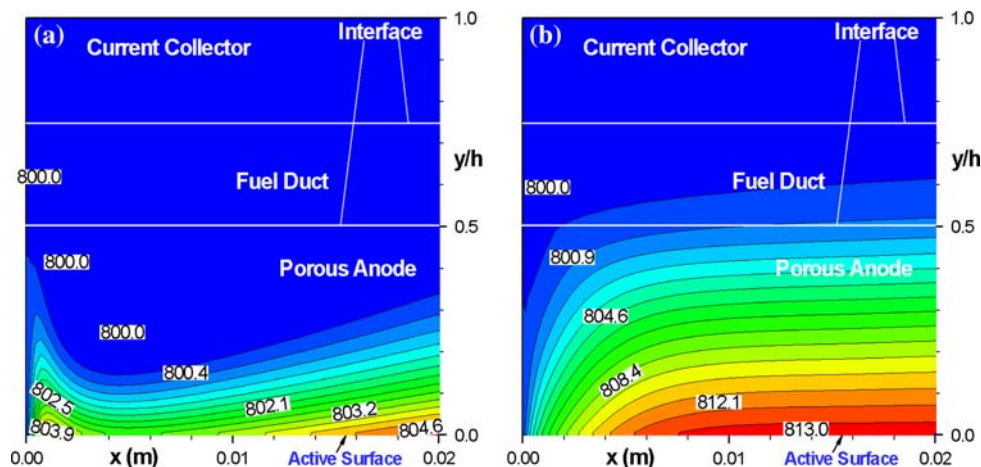 (a)
Current Collector
Interface
1.0
y/h
800.0
Fuel Duct
0.5
800.0
Porous Anode
800.0
800.4
802.5
802.1
803.2
803.9
804.6
0.0
0.00
x (m)
0.01
Active Surface
0.02
(b)
Current Collector
Interface
1.0
y/h
800.0
Fuel Duct
0.5
800.9
Porous Anode
804.6
808.4
812.1
813.0
0.0
0.00
x (m)
0.01
Active Surface
0.02